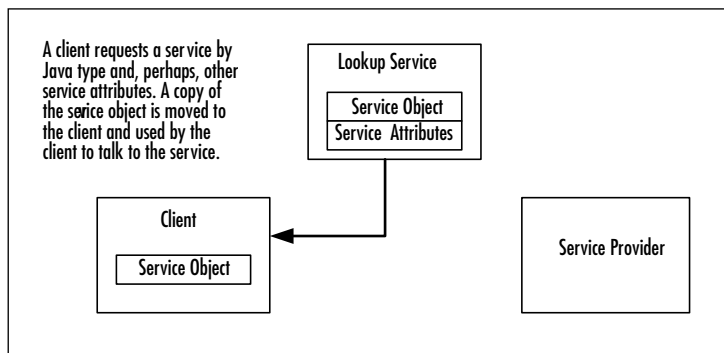 A client requests a service by
Java type and, perhaps, other
service attributes. A copy of
the service object is moved to
the client and used by the
client to talk to the service.
Lookup Service
Service Object
Service Attributes
Client
Service Object
Service Provider